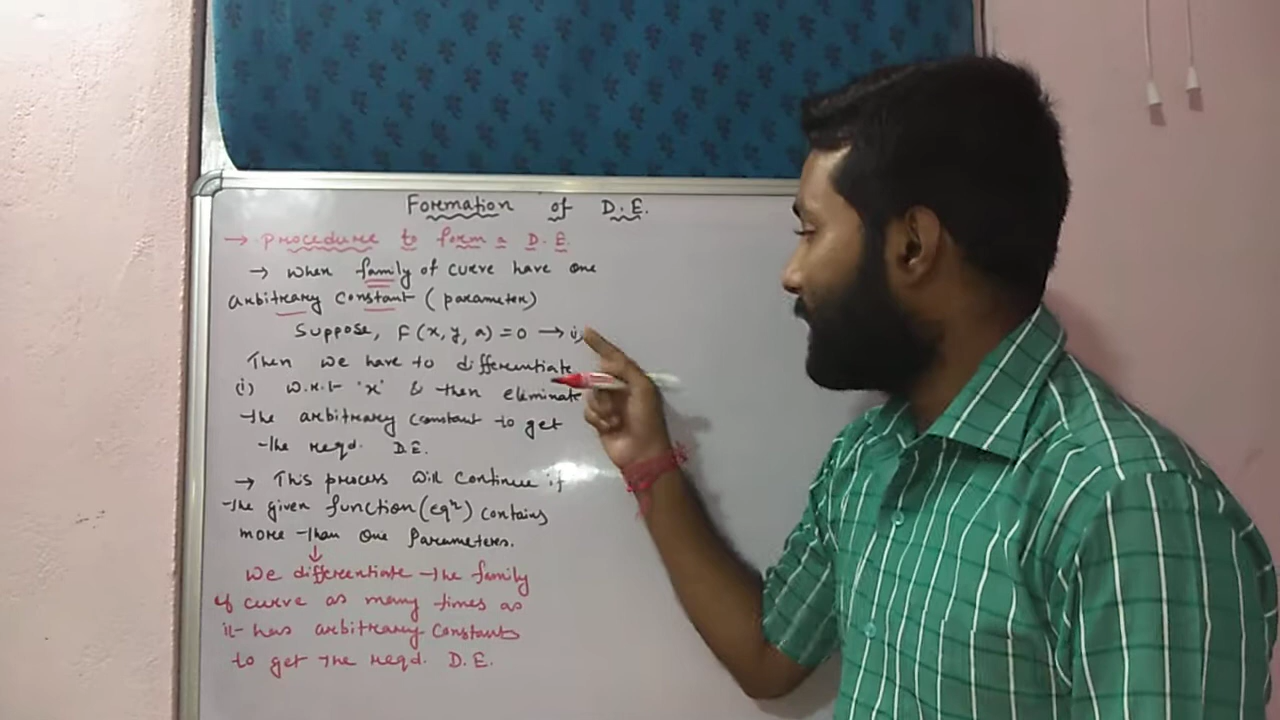 Formation of D.E.
→ procedure to form a D.E.
→ when family of curve have one
arbitrary constant (parameter)
Suppose, F(x, y, a) = 0 → i,
Then we have to differentiate
(i) w.r.t 'x' & then eliminate
the arbitrary constant to get
the reqd. D.E.
→ This process will continue if
the given function (eqⁿ) contains
more than one parameters.
We differentiate the family
of curve as many times as
it has arbitrary constants
to get the reqd. D.E.